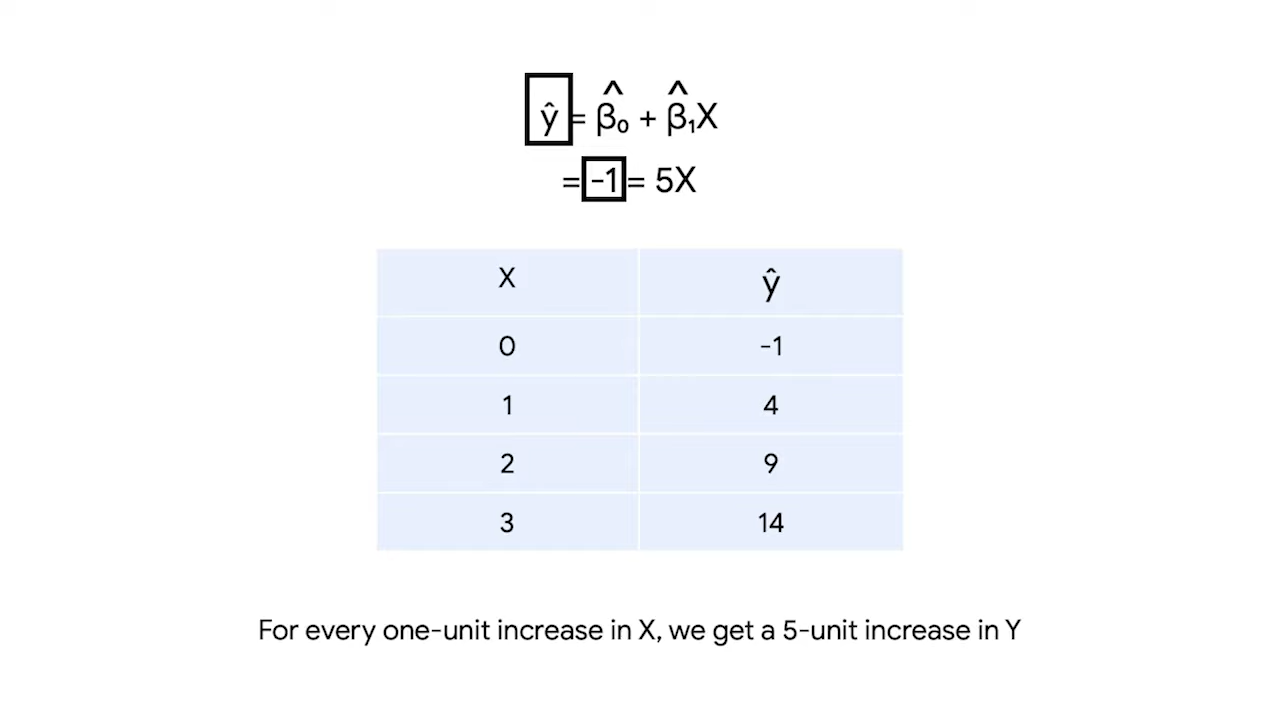 ŷ = β̂₀ + β̂₁X
= -1 = 5X
X ŷ
0 -1
1 4
2 9
3 14
For every one-unit increase in X, we get a 5-unit increase in Y